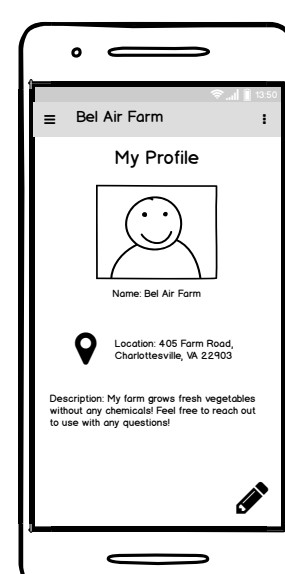 13:50
Bel Air Farm
My Profile
Name: Bel Air Farm
Location: 405 Farm Road,
Charlottesville, VA 22903
Description: My farm grows fresh vegetables
without any chemicals! Feel free to reach out
to use with any questions!